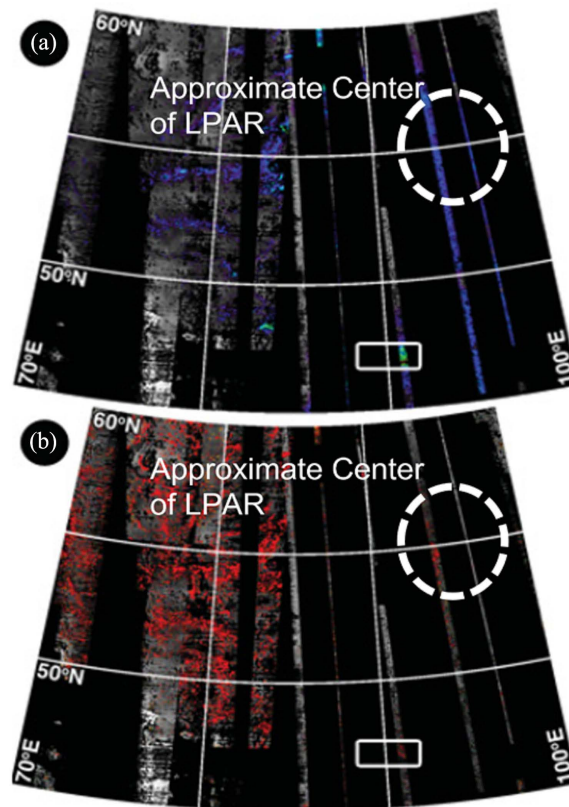 (a)
60°N
Approximate Center
of LPAR
50°N
70°E
100°E
(b)
60°N
Approximate Center
of LPAR
50°N
70°E
100°E